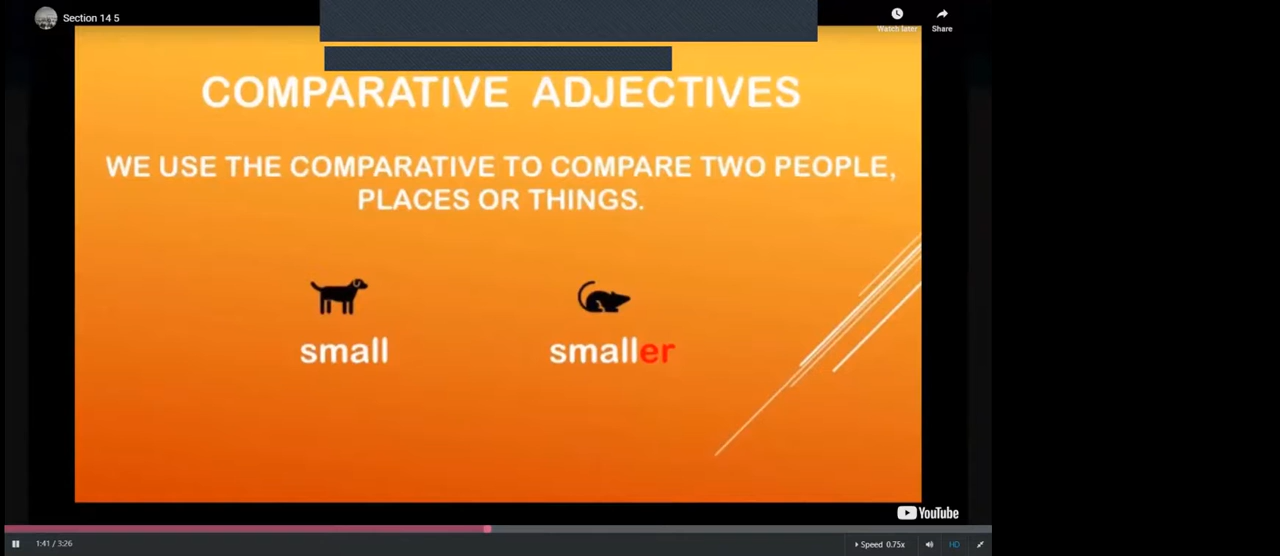 Section 14 5
Watch later
Share
COMPARATIVE ADJECTIVES
WE USE THE COMPARATIVE TO COMPARE TWO PEOPLE,
PLACES OR THINGS.
small
smaller
YouTube
1:41 / 3:26
Speed 0.75x
HD